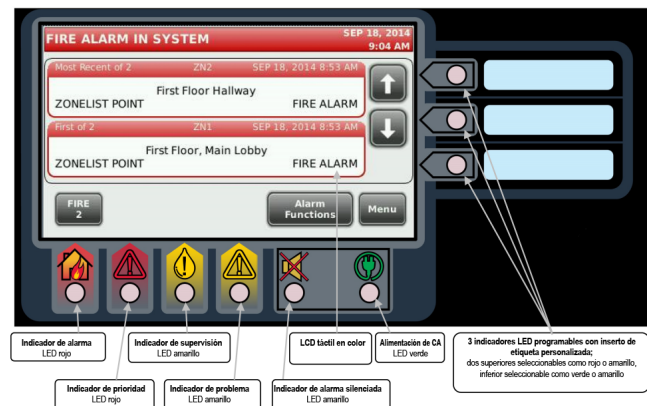 FIRE ALARM IN SYSTEM
SEP 18, 2014
9:04 AM
Most Recent of 2 ZN2 SEP 18, 2014 8:53 AM
First Floor Hallway
ZONELIST POINT FIRE ALARM
First of 2 ZN1 SEP 18, 2014 8:53 AM
First Floor, Main Lobby
ZONELIST POINT FIRE ALARM
FIRE
2
Alarm
Functions
Menu
Indicador de alarma
LED rojo
Indicador de supervisión
LED amarillo
LCD táctil en color
Alimentación de CA
LED verde
3 indicadores LED programables con inserto de
etiqueta personalizada;
dos superiores seleccionables como rojo o amarillo,
inferior seleccionable como verde o amarillo
Indicador de prioridad
LED rojo
Indicador de problema
LED amarillo
Indicador de alarma silenciada
LED amarillo